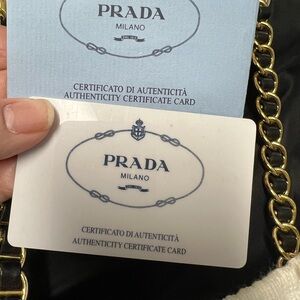 PRADA
MILANO
CERTIFICATO DI AUTENTICITÀ
AUTHENTICITY CERTIFICATE CARD
PRADA
MILANO
CERTIFICATO DI AUTENTICITÀ
AUTHENTICITY CERTIFICATE CARD